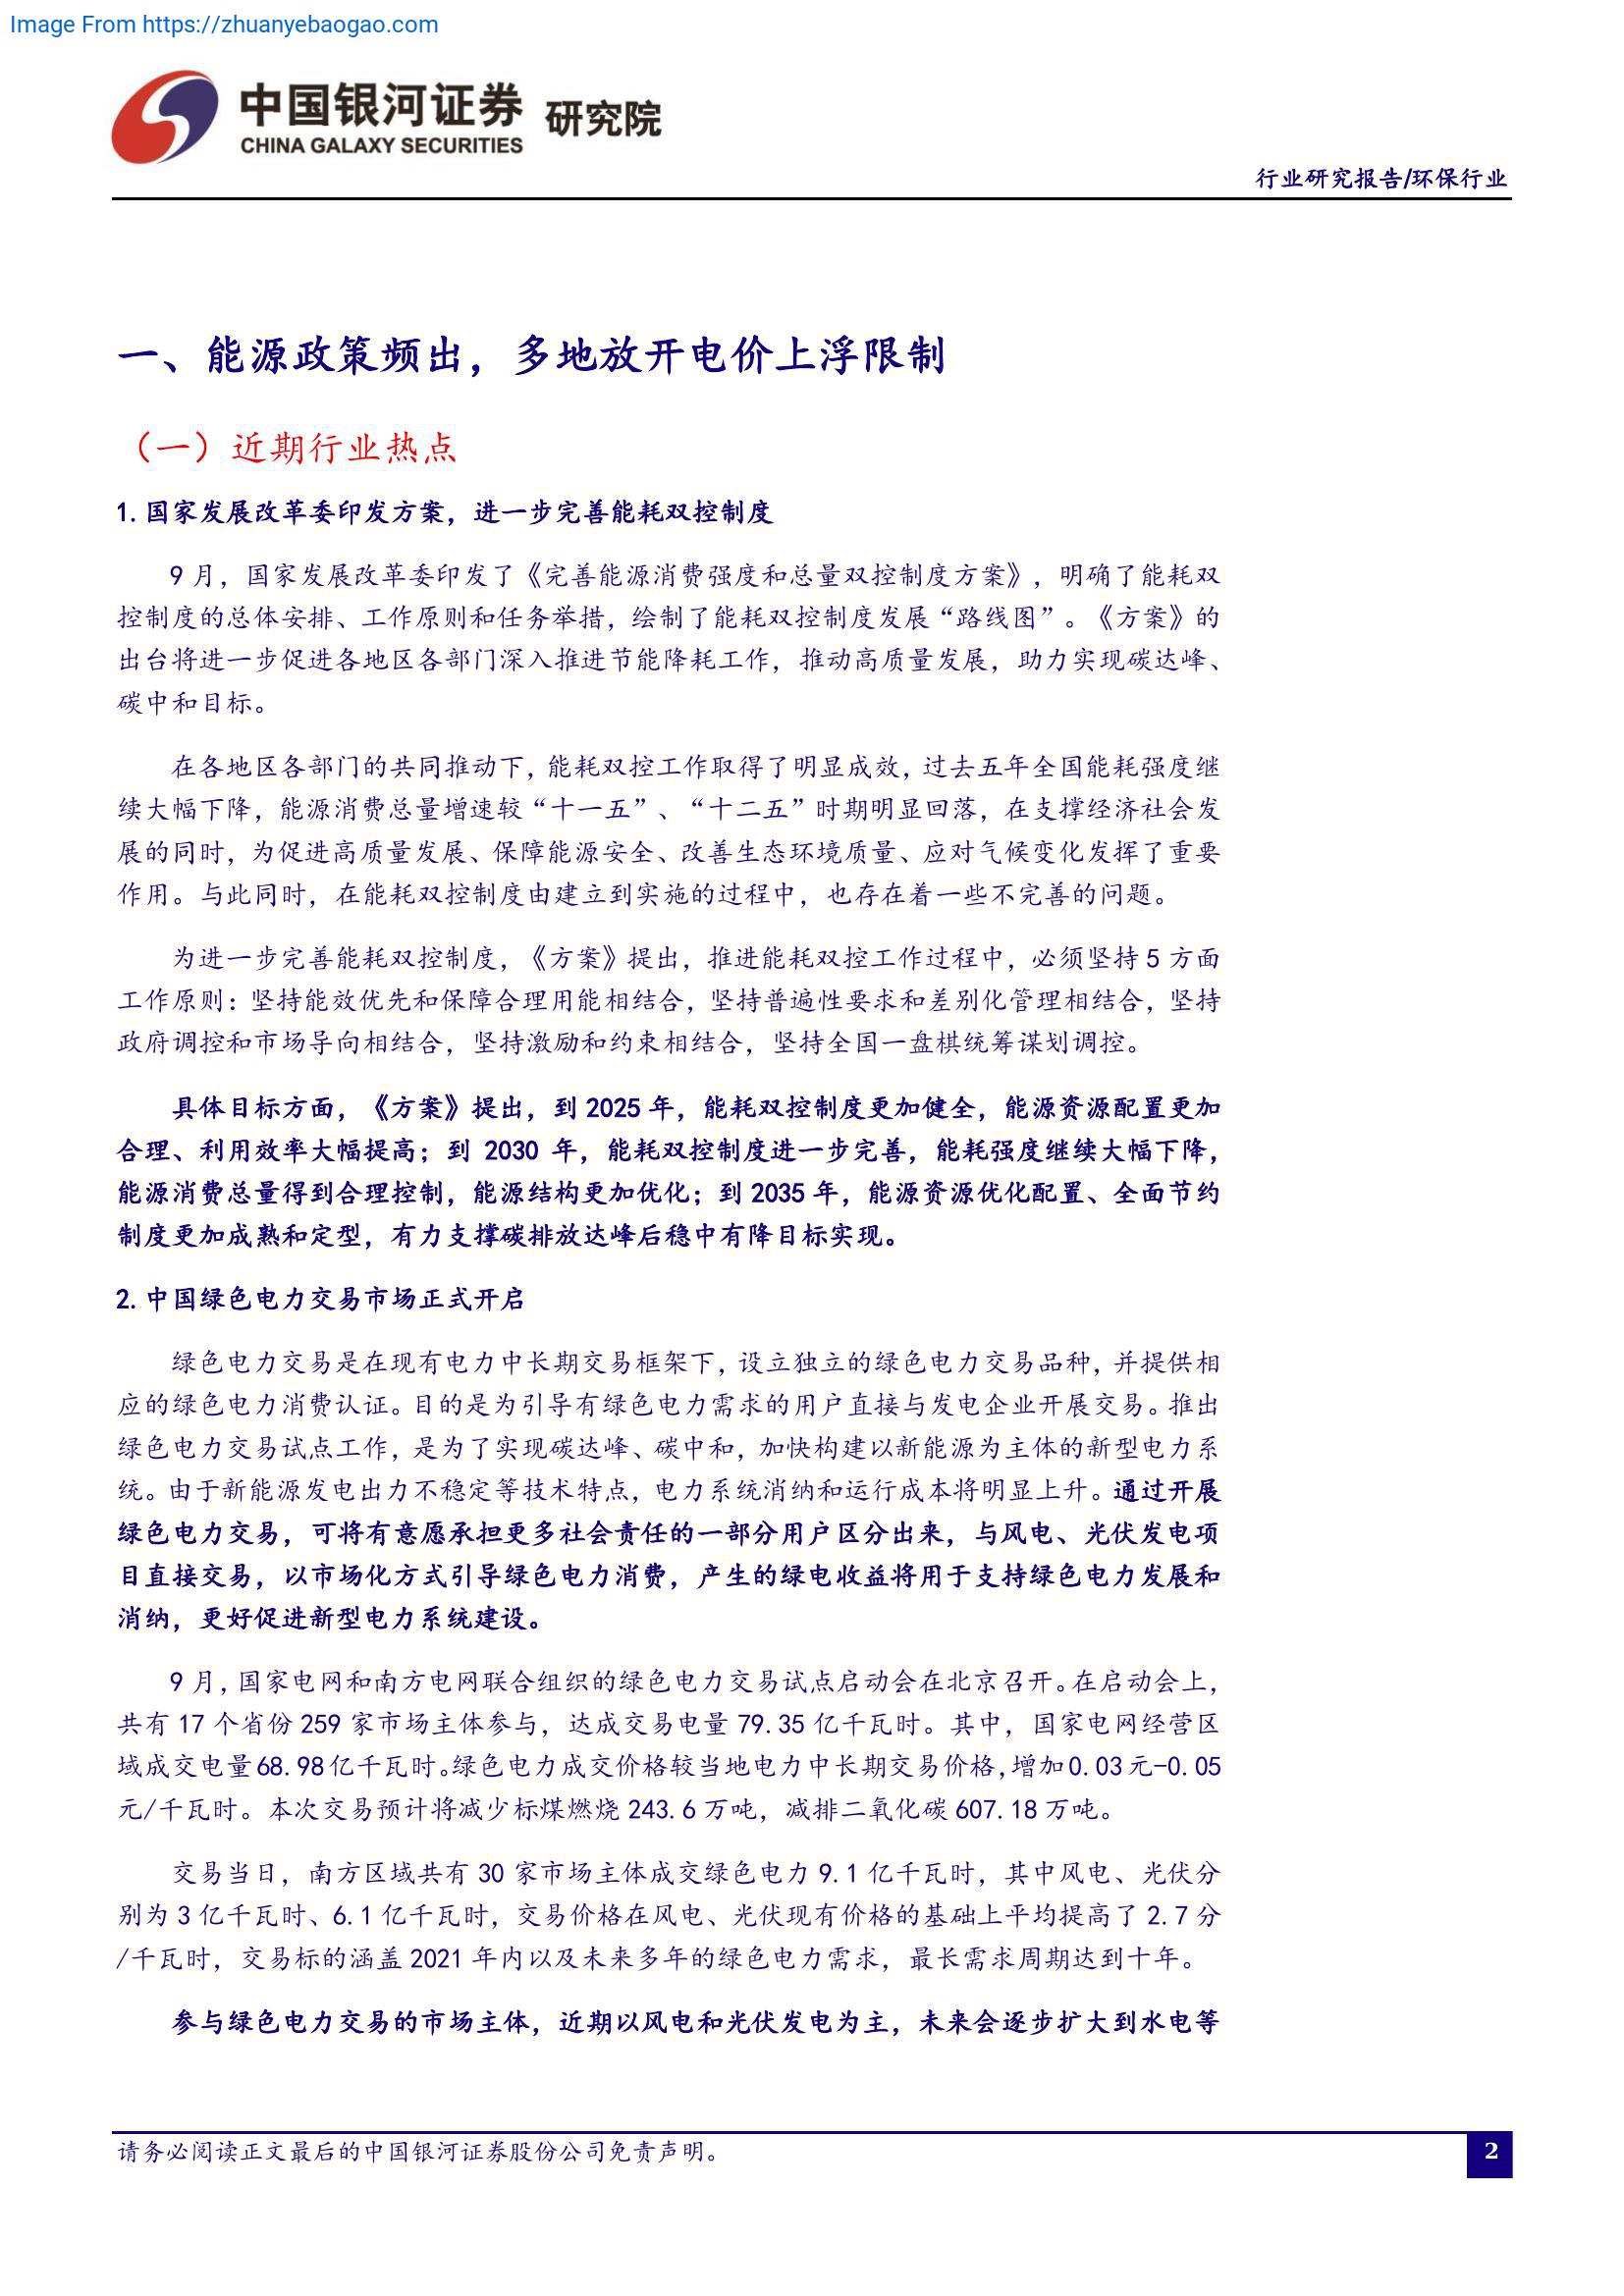 Image From https://zhuanyebaogao.com
中国银河证券 研究院
CHINA GALAXY SECURITIES
行业研究报告/环保行业
一、能源政策频出，多地放开电价上浮限制
（一）近期行业热点
1.国家发展改革委印发方案，进一步完善能耗双控制度
9 月，国家发展改革委印发了《完善能源消费强度和总量双控制度方案》，明确了能耗双
控制度的总体安排、工作原则和任务举措，绘制了能耗双控制度发展“路线图”。《方案》的
出台将进一步促进各地区各部门深入推进节能降耗工作，推动高质量发展，助力实现碳达峰、
碳中和目标。
在各地区各部门的共同推动下，能耗双控工作取得了明显成效，过去五年全国能耗强度继
续大幅下降，能源消费总量增速较“十一五”、“十二五”时期明显回落，在支撑经济社会发
展的同时，为促进高质量发展、保障能源安全、改善生态环境质量、应对气候变化发挥了重要
作用。与此同时，在能耗双控制度由建立到实施的过程中，也存在着一些不完善的问题。
为进一步完善能耗双控制度，《方案》提出，推进能耗双控工作过程中，必须坚持 5 方面
工作原则：坚持能效优先和保障合理用能相结合，坚持普遍性要求和差别化管理相结合，坚持
政府调控和市场导向相结合，坚持激励和约束相结合，坚持全国一盘棋统筹谋划调控。
具体目标方面，《方案》提出，到 2025 年，能耗双控制度更加健全，能源资源配置更加
合理、利用效率大幅提高；到 2030 年，能耗双控制度进一步完善，能耗强度继续大幅下降，
能源消费总量得到合理控制，能源结构更加优化；到 2035 年，能源资源优化配置、全面节约
制度更加成熟和定型，有力支撑碳排放达峰后稳中有降目标实现。
2.中国绿色电力交易市场正式开启
绿色电力交易是在现有电力中长期交易框架下，设立独立的绿色电力交易品种，并提供相
应的绿色电力消费认证。目的是为引导有绿色电力需求的用户直接与发电企业开展交易。推出
绿色电力交易试点工作，是为了实现碳达峰、碳中和，加快构建以新能源为主体的新型电力系
统。由于新能源发电出力不稳定等技术特点，电力系统消纳和运行成本将明显上升。通过开展
绿色电力交易，可将有意愿承担更多社会责任的一部分用户区分出来，与风电、光伏发电项
目直接交易，以市场化方式引导绿色电力消费，产生的绿电收益将用于支持绿色电力发展和
消纳，更好促进新型电力系统建设。
9 月，国家电网和南方电网联合组织的绿色电力交易试点启动会在北京召开。在启动会上，
共有 17 个省份 259 家市场主体参与，达成交易电量 79.35 亿千瓦时。其中，国家电网经营区
域成交电量 68.98 亿千瓦时。绿色电力成交价格较当地电力中长期交易价格，增加 0.03 元-0.05
元/千瓦时。本次交易预计将减少标煤燃烧 243.6 万吨，减排二氧化碳 607.18 万吨。
交易当日，南方区域共有 30 家市场主体成交绿色电力 9.1 亿千瓦时，其中风电、光伏分
别为 3 亿千瓦时、6.1 亿千瓦时，交易价格在风电、光伏现有价格的基础上平均提高了 2.7 分
/千瓦时，交易标的涵盖 2021 年内以及未来多年的绿色电力需求，最长需求周期达到十年。
参与绿色电力交易的市场主体，近期以风电和光伏发电为主，未来会逐步扩大到水电等
请务必阅读正文最后的中国银河证券股份公司免责声明。
2